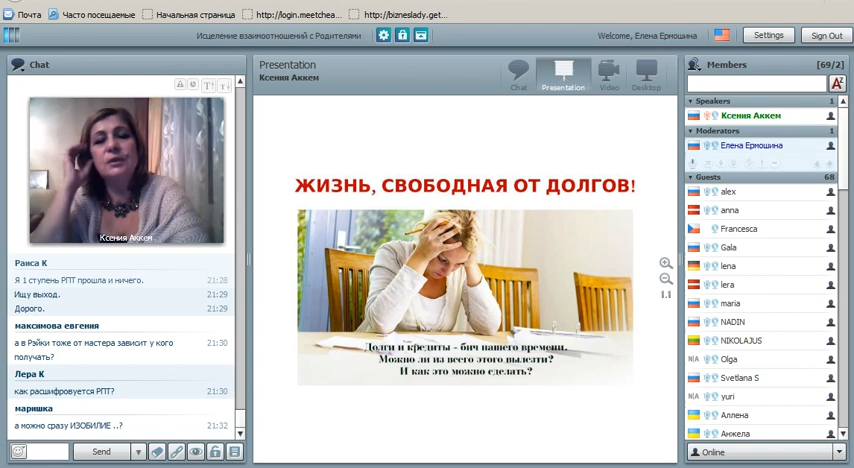 Почта
Часто посещаемые
Начальная страница
http://login.meetchea...
http://bizneslady.get...
Исцеление взаимоотношений с Родителями
Welcome, Елена Ермошина
Settings
Sign Out
Chat
T↑
T↓
Ксения Аккем
Раиса К
Я 1 ступень РПТ прошла и ничего.
21:28
Ищу выход.
21:29
Дорого.
21:29
максимова евгения
а в Рэйки тоже от мастера зависит у кого
21:30
получать?
Лера К
как расшифровуется РПТ?
21:30
маришка
а можно сразу ИЗОБИЛИЕ ..?
21:32
Send
Presentation
Ксения Аккем
Chat
Presentation
Video
Desktop
ЖИЗНЬ, СВОБОДНАЯ ОТ ДОЛГОВ!
Долги и кредиты - бич нашего времени.
Можно ли из всего этого вылезти?
И как это можно сделать?
1:1
Members
[69/2]
AZ
Speakers
1
Ксения Аккем
Moderators
1
Елена Ермошина
Guests
68
alex
anna
Francesca
Gala
lena
lera
maria
NADIN
NIKOLAJUS
N/A
Olga
Svetlana S
N/A
yuri
Аллена
Анжела
Online